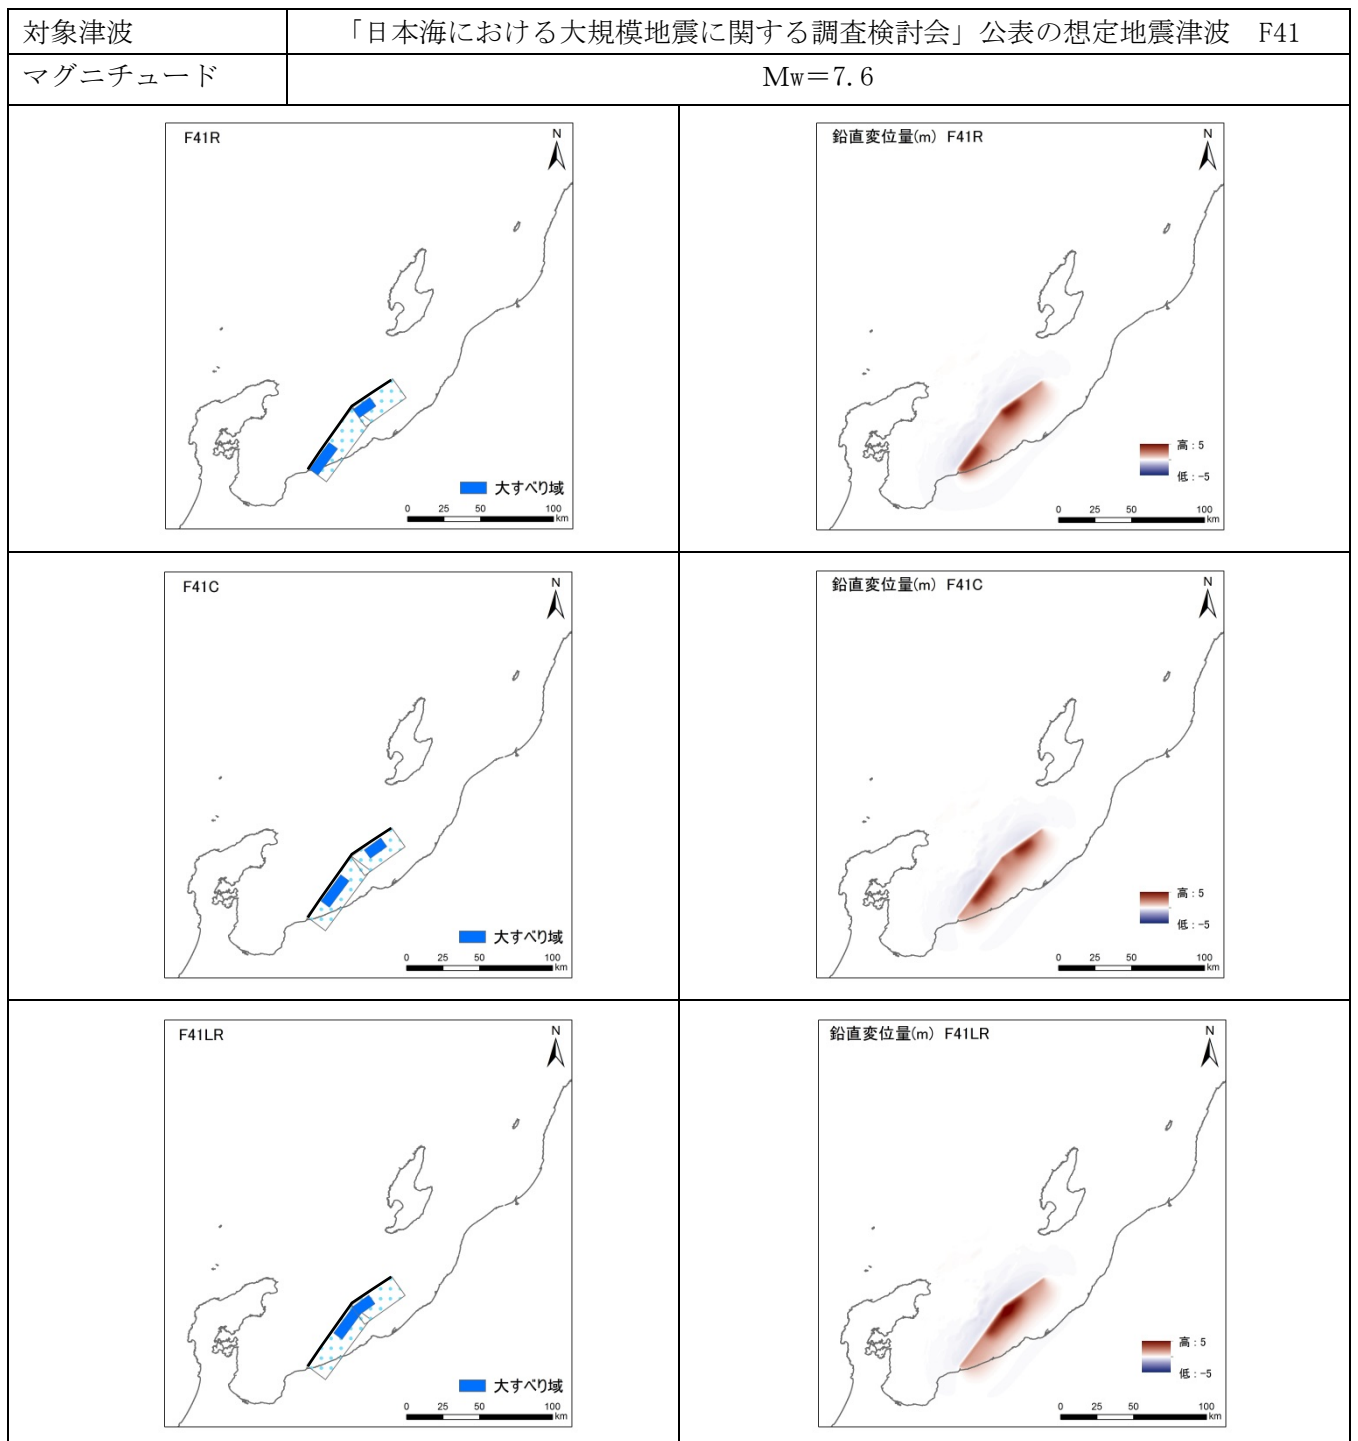 対象津波 「日本海における大規模地震に関する調査検討会」公表の想定地震津波　F41
マグニチュード Mw＝7.6
F41R
N
大すべり域
0 25 50 100
km
鉛直変位量(m) F41R
N
高 : 5
低 : -5
0 25 50 100
km
F41C
N
大すべり域
0 25 50 100
km
鉛直変位量(m) F41C
N
高 : 5
低 : -5
0 25 50 100
km
F41LR
N
大すべり域
0 25 50 100
km
鉛直変位量(m) F41LR
N
高 : 5
低 : -5
0 25 50 100
km